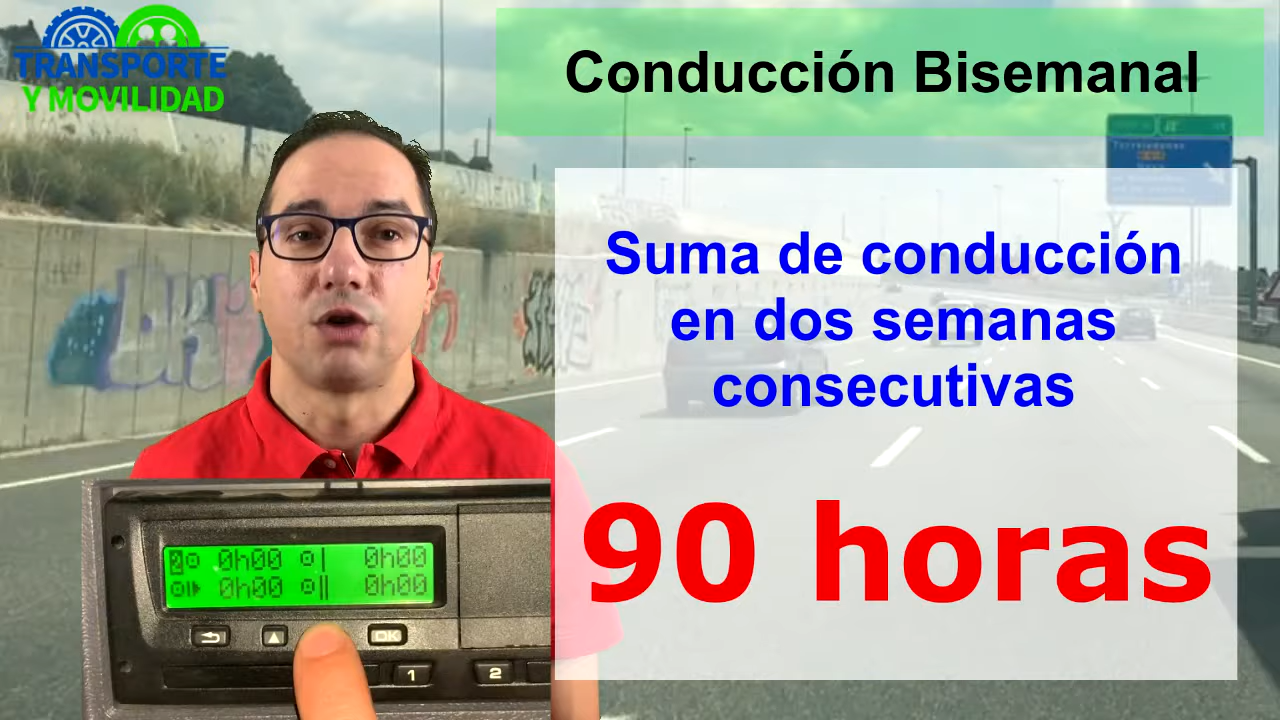 TRANSPORTE
Y MOVILIDAD
Conducción Bisemanal
Suma de conducción
en dos semanas
consecutivas
90 horas
2 0h00 | 0h00
0h00 || 0h00
OK
1
2